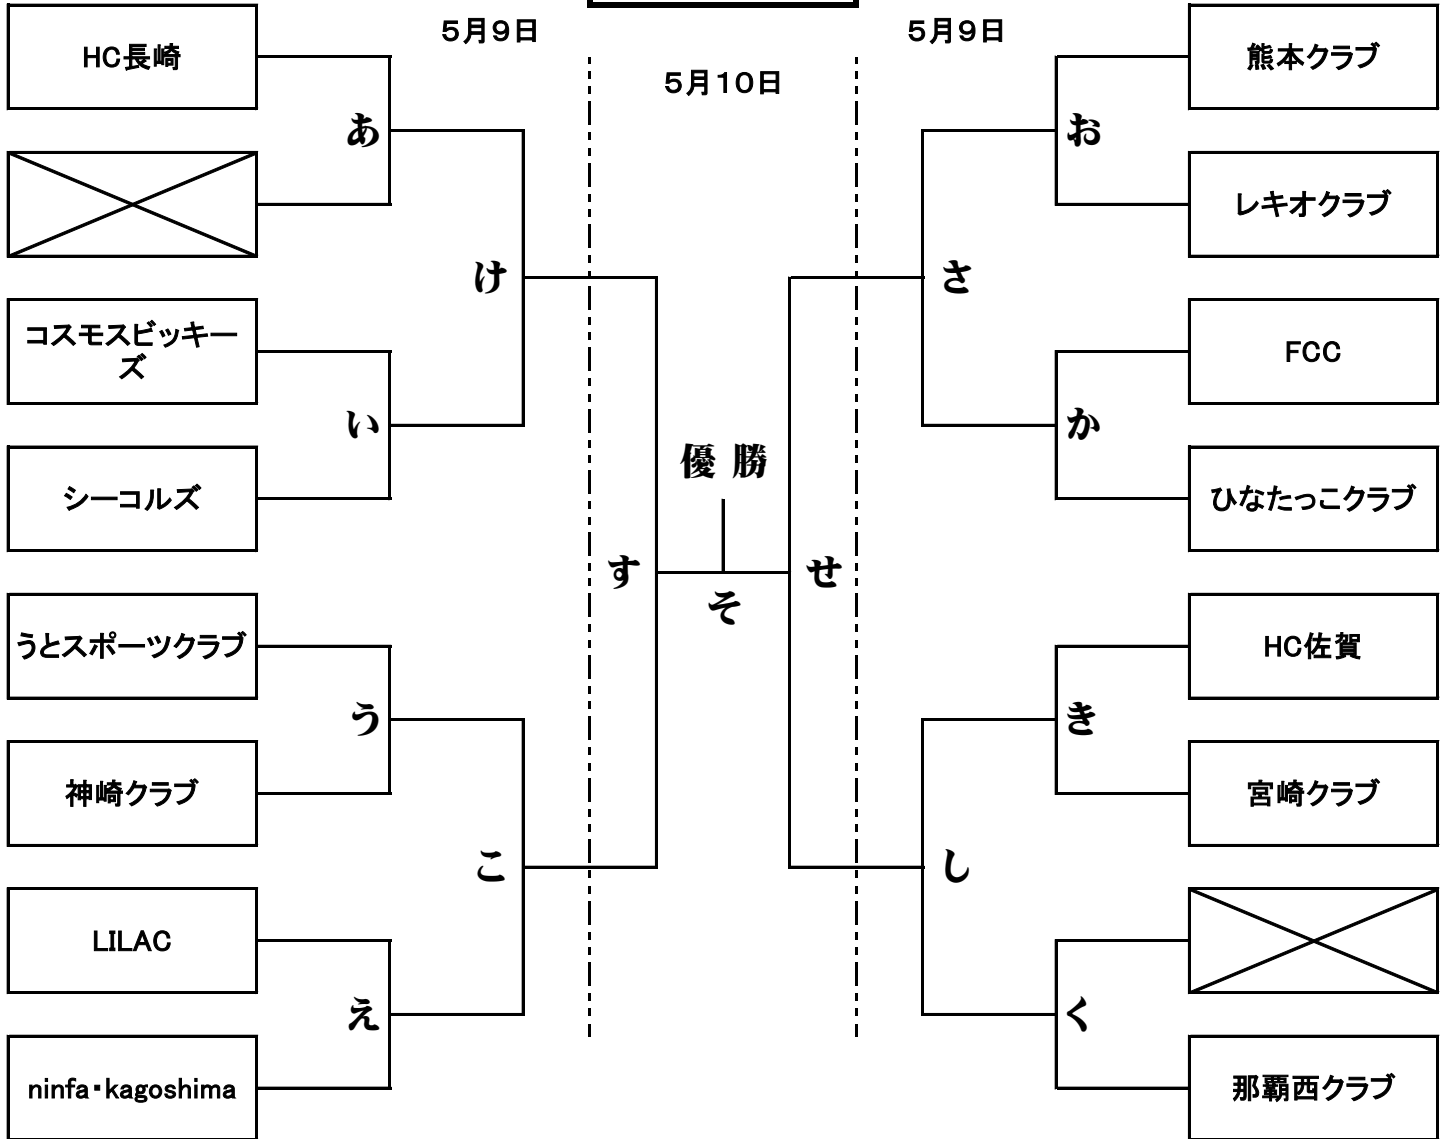 5月9日
5月9日
5月10日
HC長崎
あ
コスモスビッキー
ズ
い
シーコルズ
け
うとスポーツクラブ
う
神崎クラブ
こ
LILAC
え
ninfa・kagoshima
す
優 勝
そ
せ
熊本クラブ
お
レキオクラブ
さ
FCC
か
ひなたっこクラブ
HC佐賀
き
宮崎クラブ
し
く
那覇西クラブ